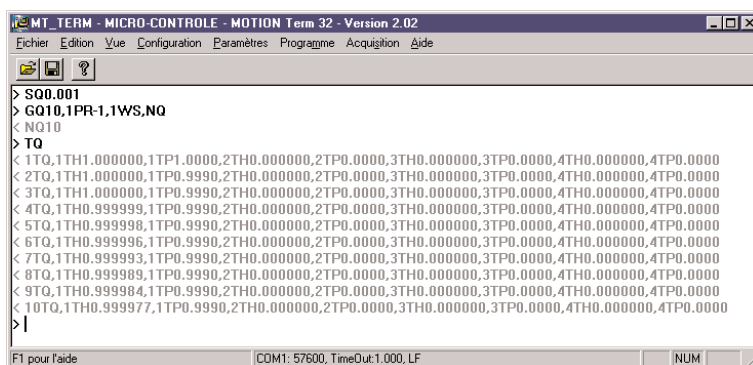 MT_TERM - MICRO-CONTROLE - MOTION Term 32 - Version 2.02
Fichier Edition Vue Configuration Paramètres Programme Acquisition Aide
> SQ0.001
> GQ10,1PR-1,1WS,NQ
< NQ10
> TQ
< 1TQ,1TH1.000000,1TP1.0000,2TH0.000000,2TP0.0000,3TH0.000000,3TP0.0000,4TH0.000000,4TP0.0000
< 2TQ,1TH1.000000,1TP0.9990,2TH0.000000,2TP0.0000,3TH0.000000,3TP0.0000,4TH0.000000,4TP0.0000
< 3TQ,1TH1.000000,1TP0.9990,2TH0.000000,2TP0.0000,3TH0.000000,3TP0.0000,4TH0.000000,4TP0.0000
< 4TQ,1TH0.999999,1TP0.9990,2TH0.000000,2TP0.0000,3TH0.000000,3TP0.0000,4TH0.000000,4TP0.0000
< 5TQ,1TH0.999998,1TP0.9990,2TH0.000000,2TP0.0000,3TH0.000000,3TP0.0000,4TH0.000000,4TP0.0000
< 6TQ,1TH0.999996,1TP0.9990,2TH0.000000,2TP0.0000,3TH0.000000,3TP0.0000,4TH0.000000,4TP0.0000
< 7TQ,1TH0.999993,1TP0.9990,2TH0.000000,2TP0.0000,3TH0.000000,3TP0.0000,4TH0.000000,4TP0.0000
< 8TQ,1TH0.999989,1TP0.9990,2TH0.000000,2TP0.0000,3TH0.000000,3TP0.0000,4TH0.000000,4TP0.0000
< 9TQ,1TH0.999984,1TP0.9990,2TH0.000000,2TP0.0000,3TH0.000000,3TP0.0000,4TH0.000000,4TP0.0000
< 10TQ,1TH0.999977,1TP0.9990,2TH0.000000,2TP0.0000,3TH0.000000,3TP0.0000,4TH0.000000,4TP0.0000
>
F1 pour l'aide COM1: 57600, TimeOut:1.000, LF NUM